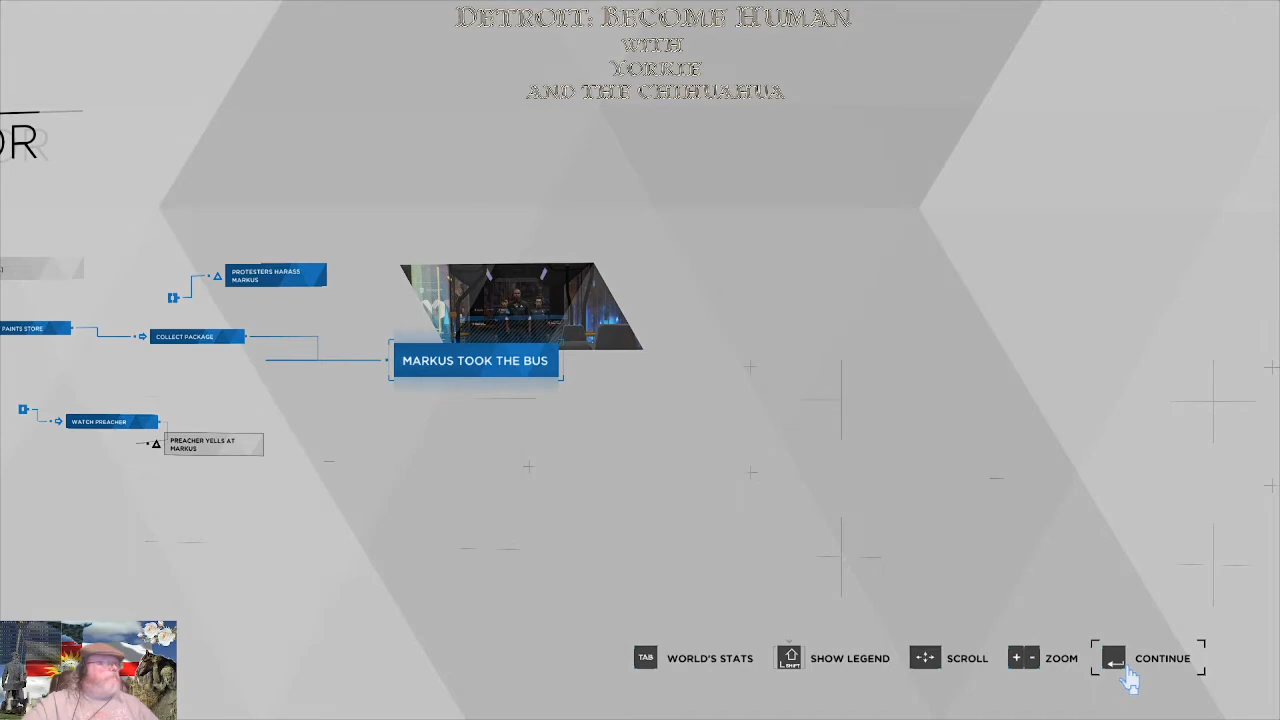 DETROIT: BECOME HUMAN
WITH
YORKIE
AND THE CHIHUAHUA
OR
PROTESTERS HARASS
MARKUS
PAINTS STORE
COLLECT PACKAGE
MARKUS TOOK THE BUS
WATCH PREACHER
PREACHER YELLS AT
MARKUS
TAB WORLD'S STATS L SHIFT SHOW LEGEND SCROLL + - ZOOM CONTINUE